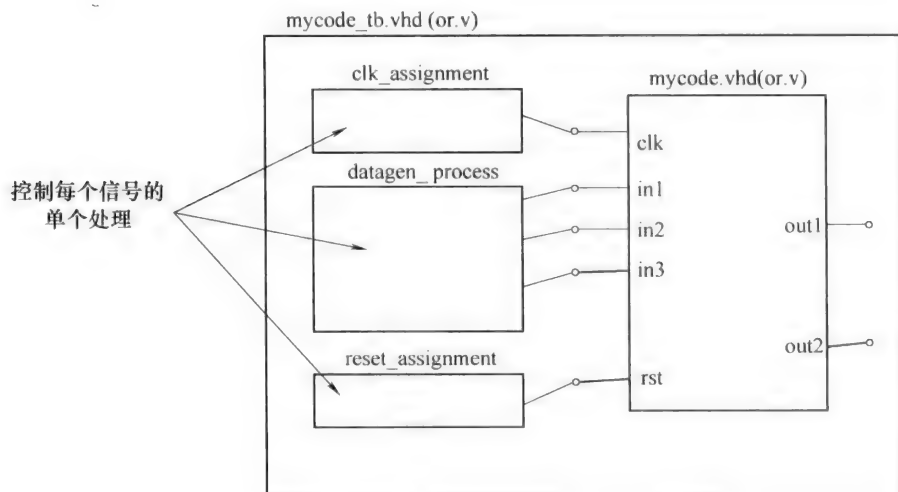 mycode_tb.vhd (or.v)
clk_assignment
mycode.vhd(or.v)
clk
datagen_ process
控制每个信号的
单个处理
in1
in2
in3
out1
out2
reset_assignment
rst